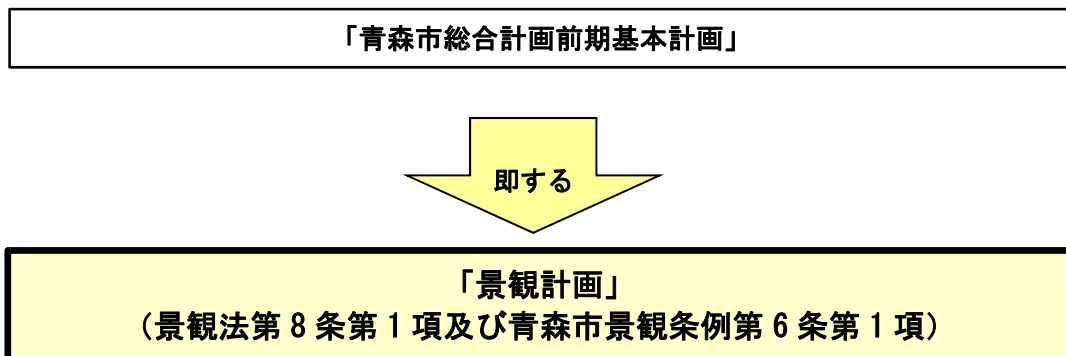 「青森市総合計画前期基本計画」
即する
「景観計画」
（景観法第８条第１項及び青森市景観条例第６条第１項）